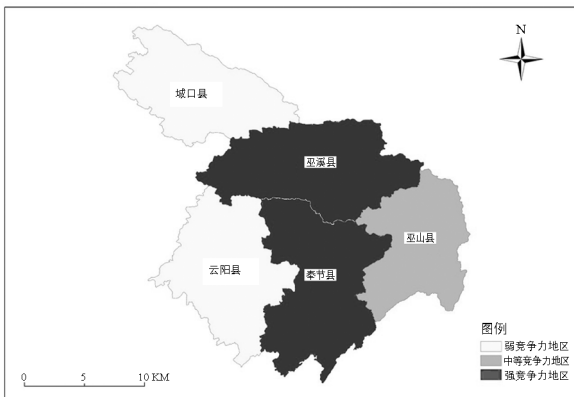 N
城口县
巫溪县
巫山县
云阳县
奉节县
图例
弱竞争力地区
中等竞争力地区
强竞争力地区
0 5 10 KM